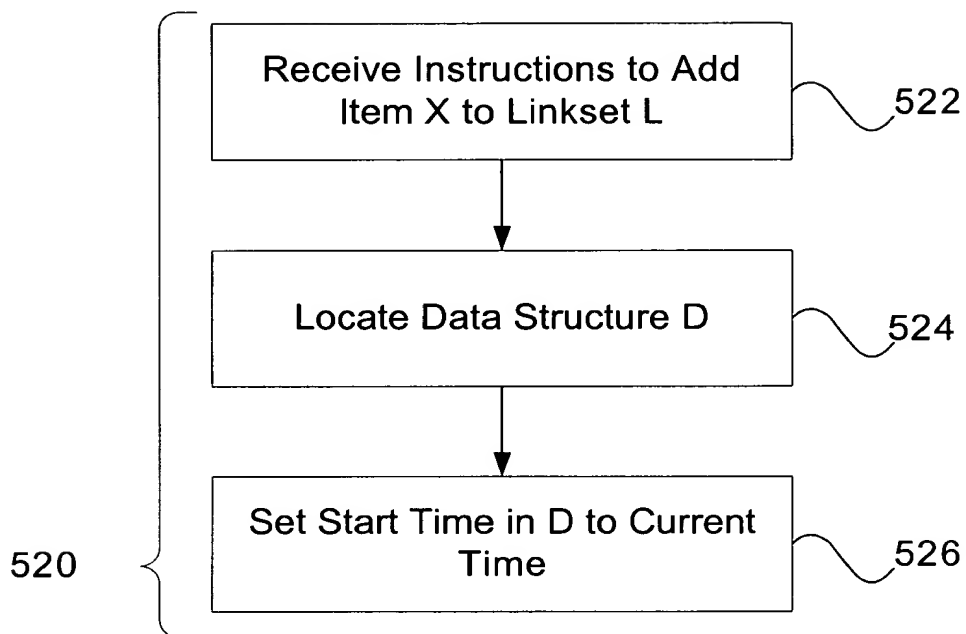 Receive Instructions to Add
Item X to Linkset L
522
Locate Data Structure D
524
Set Start Time in D to Current
Time
526
520